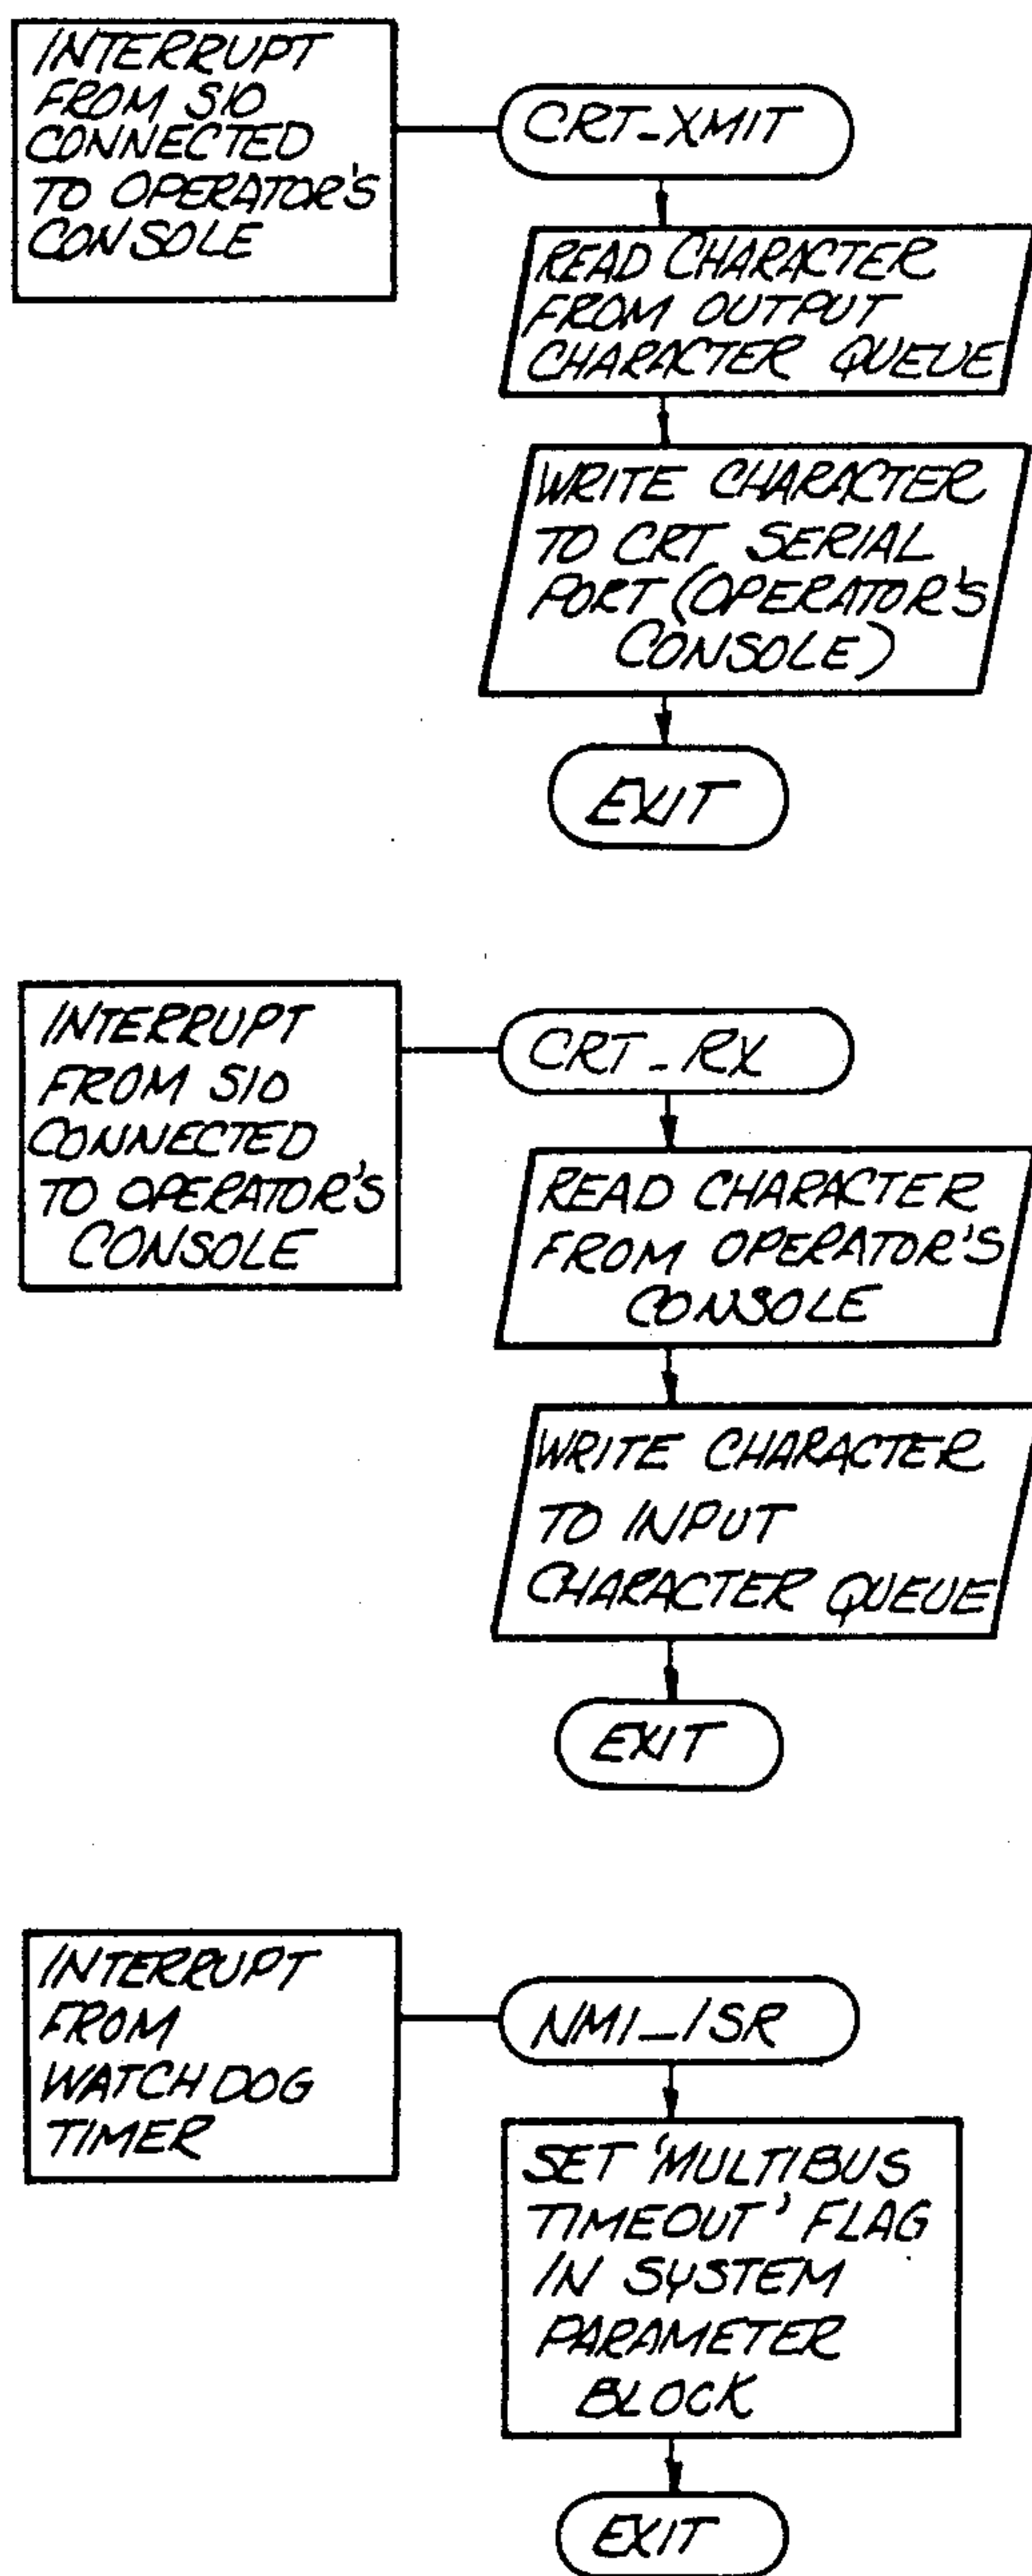 INTERRUPT
FROM SIO
CONNECTED
TO OPERATOR'S
CONSOLE
CRT-XMIT
READ CHARACTER
FROM OUTPUT
CHARACTER QUEUE
WRITE CHARACTER
TO CRT SERIAL
PORT (OPERATOR'S
CONSOLE)
EXIT
INTERRUPT
FROM SIO
CONNECTED
TO OPERATOR'S
CONSOLE
CRT_RX
READ CHARACTER
FROM OPERATOR'S
CONSOLE
WRITE CHARACTER
TO INPUT
CHARACTER QUEUE
EXIT
INTERRUPT
FROM
WATCHDOG
TIMER
NMI_ISR
SET 'MULTIBUS
TIMEOUT' FLAG
IN SYSTEM
PARAMETER
BLOCK
EXIT